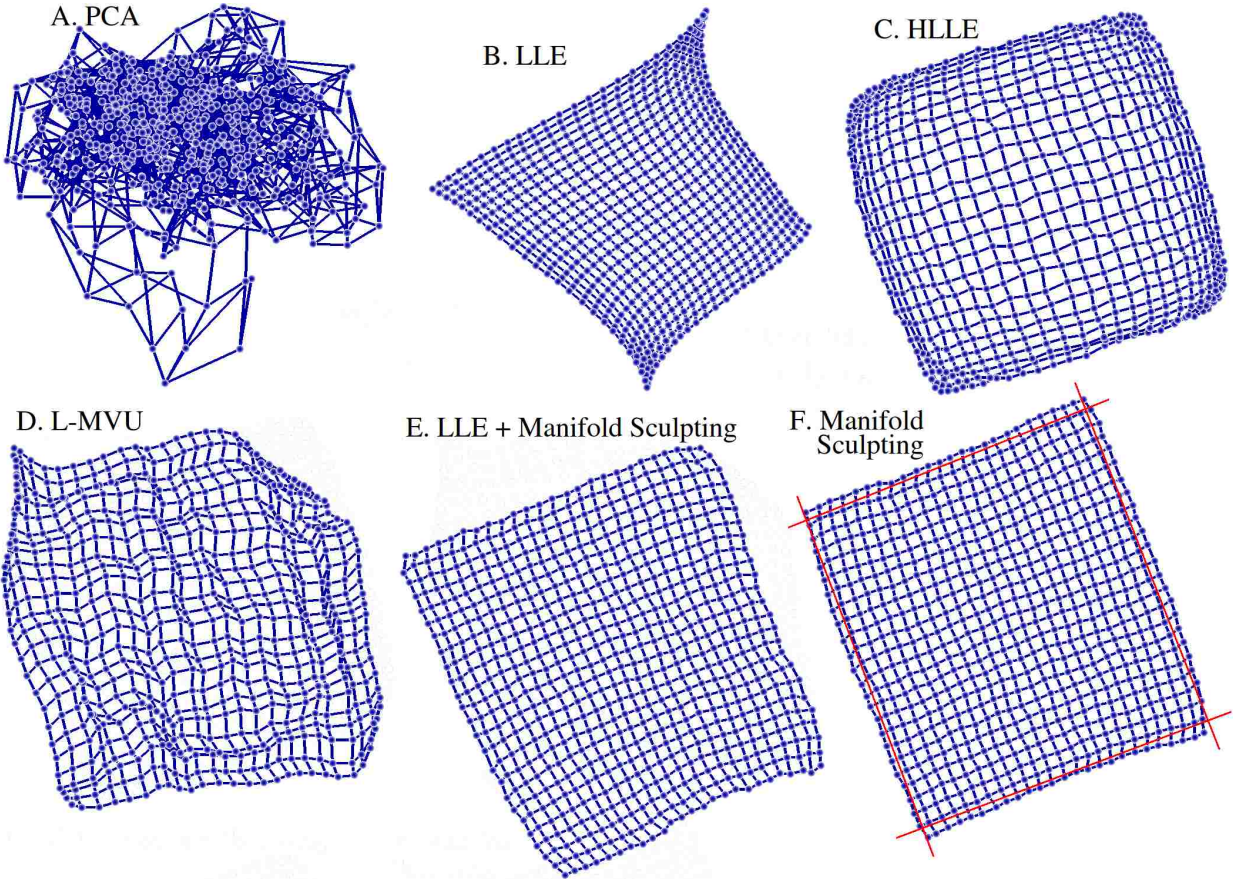 A. PCA
B. LLE
C. HLLE
D. L-MVU
E. LLE + Manifold Sculpting
F. Manifold
Sculpting